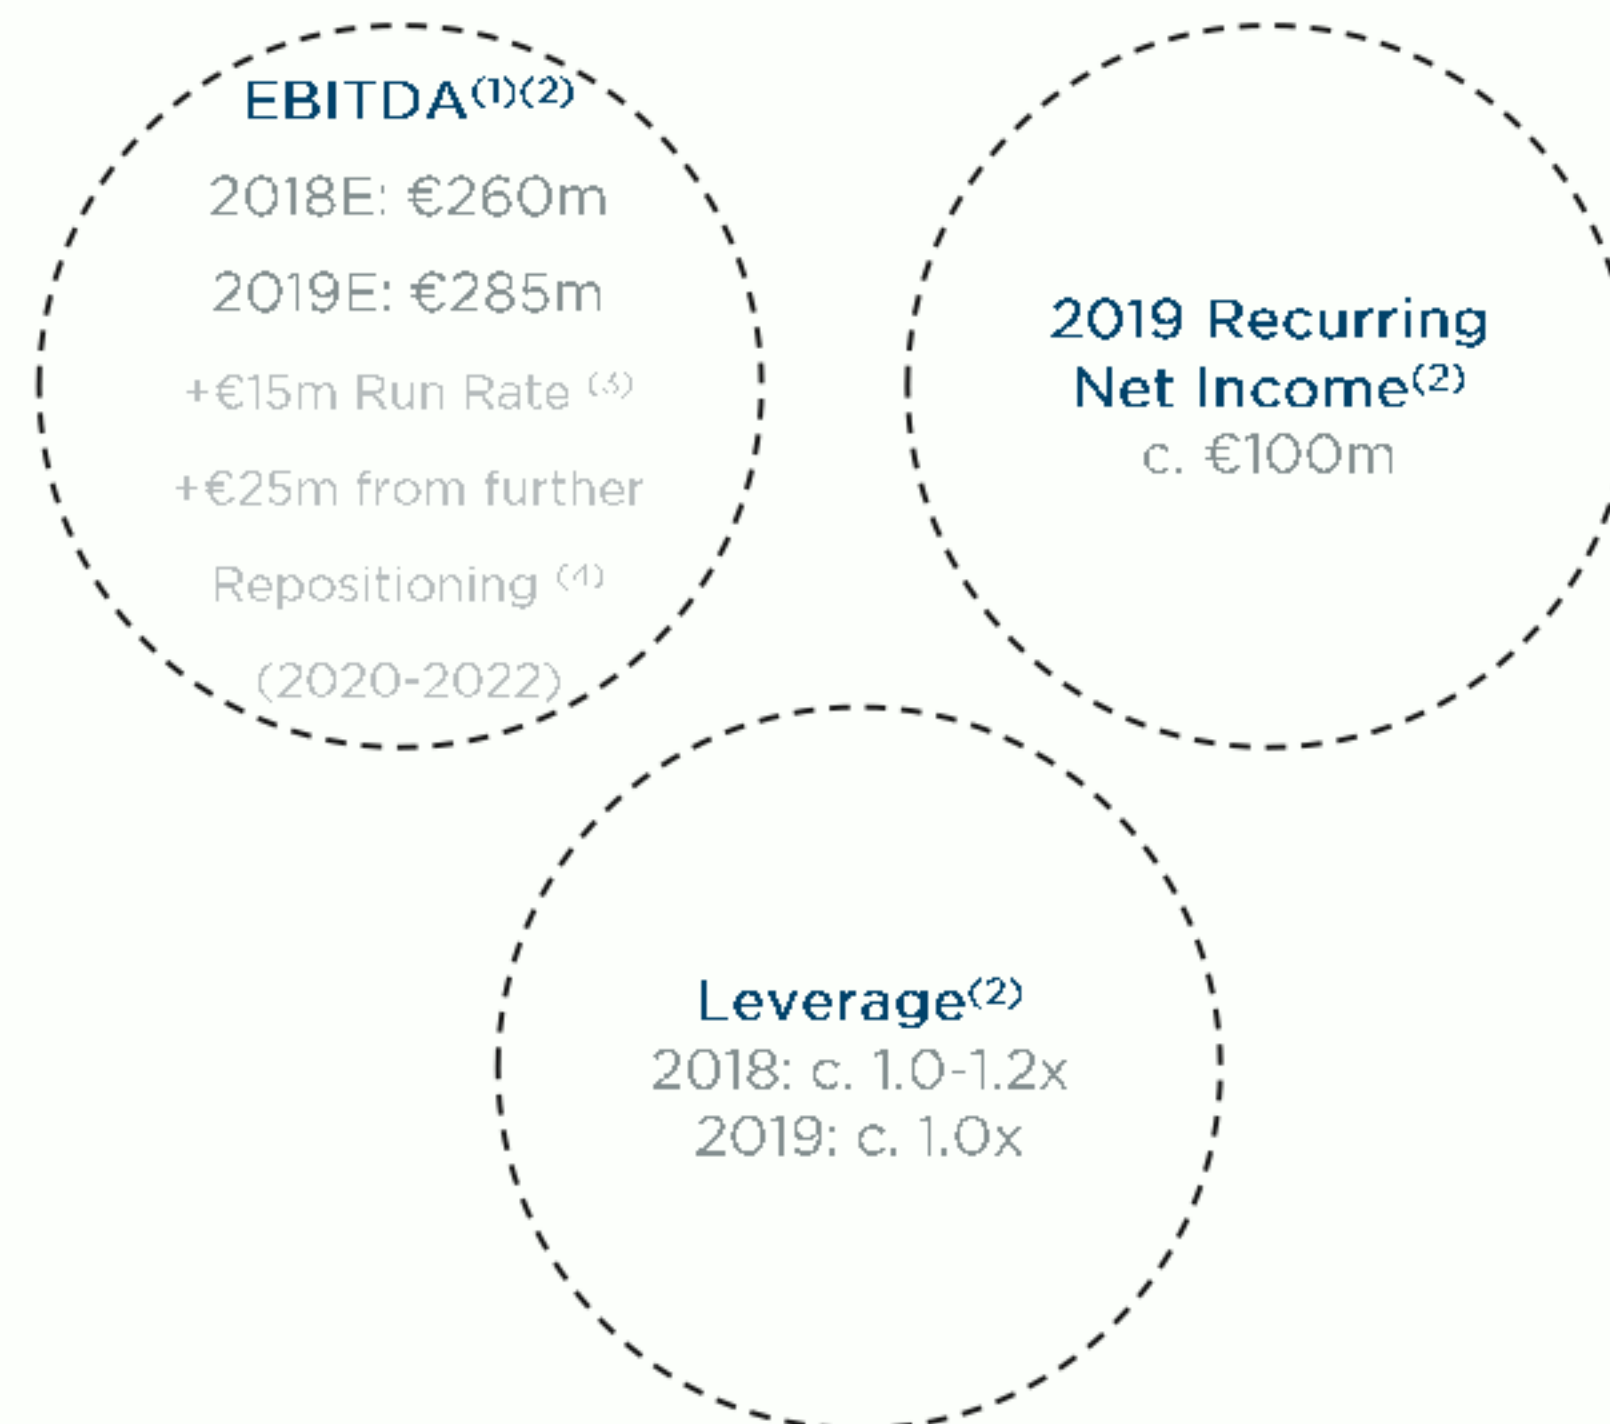 EBITDA(1)(2)
2018E: €260m
2019E: €285m
+€15m Run Rate (3)
+€25m from further
Repositioning (4)
(2020-2022)
2019 Recurring
Net Income(2)
c. €100m
Leverage(2)
2018: c. 1.0-1.2x
2019: c. 1.0x